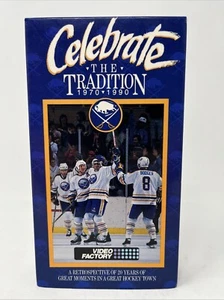 Celebrate
THE
TRADITION
1970 • 1990
8
VIDEO
FACTORY
A RETROSPECTIVE OF 20 YEARS OF
GREAT MOMENTS IN A GREAT HOCKEY TOWN